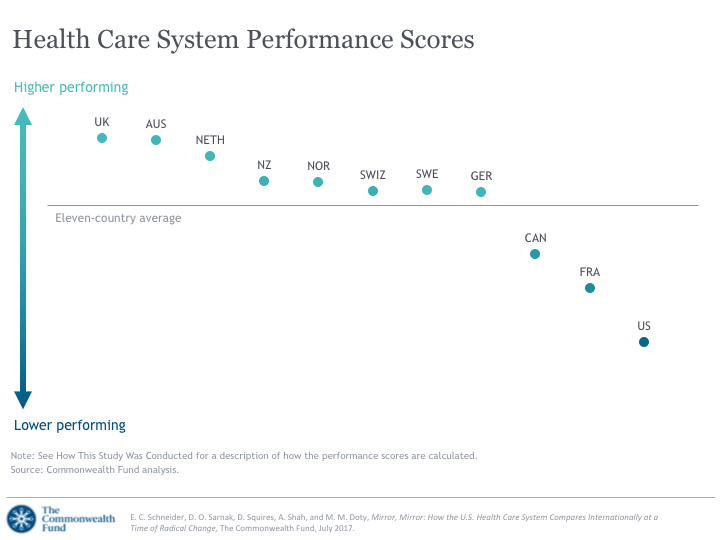 Health Care System Performance Scores
Higher performing
UK
AUS
NETH
NZ
NOR
SWIZ
SWE
GER
Eleven-country average
CAN
FRA
US
Lower performing
Note: See How This Study Was Conducted for a description of how the performance scores are calculated.
Source: Commonwealth Fund analysis.
The
Commonwealth
Fund
E. C. Schneider, D. O. Sarnak, D. Squires, A. Shah, and M. M. Doty, Mirror, Mirror: How the U.S. Health Care System Compares Internationally at a
Time of Radical Change, The Commonwealth Fund, July 2017.